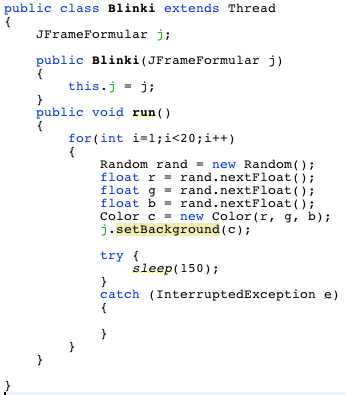 public class Blinki extends Thread
{
    JFrameFormular j;

    public Blinki(JFrameFormular j)
    {
        this.j = j;
    }
    public void run()
    {
        for(int i=1;i<20;i++)
        {
            Random rand = new Random();
            float r = rand.nextFloat();
            float g = rand.nextFloat();
            float b = rand.nextFloat();
            Color c = new Color(r, g, b);
            j.setBackground(c);

            try {
                sleep(150);
            }
            catch (InterruptedException e)
            {

            }
        }
    }

}